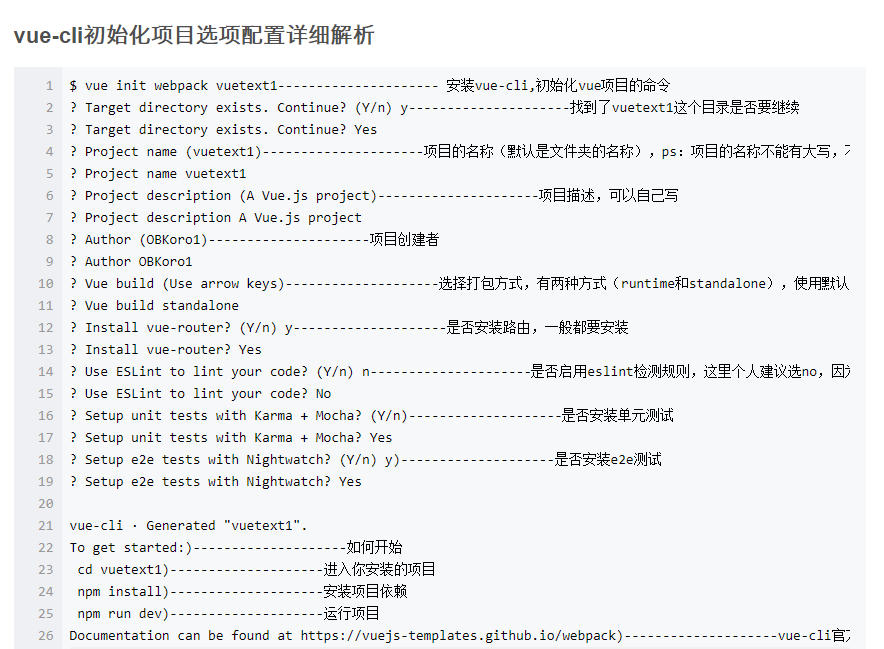 vue-cli初始化项目选项配置详细解析
1 $ vue init webpack vuetext1--------------------- 安装vue-cli,初始化vue项目的命令
2 ? Target directory exists. Continue? (Y/n) y---------------------找到了vuetext1这个目录是否要继续
3 ? Target directory exists. Continue? Yes
4 ? Project name (vuetext1)---------------------项目的名称（默认是文件夹的名称），ps：项目的名称不能有大写，
5 ? Project name vuetext1
6 ? Project description (A Vue.js project)---------------------项目描述，可以自己写
7 ? Project description A Vue.js project
8 ? Author (OBKoro1)---------------------项目创建者
9 ? Author OBKoro1
10 ? Vue build (Use arrow keys)--------------------选择打包方式，有两种方式（runtime和standalone），使用默认
11 ? Vue build standalone
12 ? Install vue-router? (Y/n) y--------------------是否安装路由，一般都要安装
13 ? Install vue-router? Yes
14 ? Use ESLint to lint your code? (Y/n) n---------------------是否启用eslint检测规则，这里个人建议选no，因
15 ? Use ESLint to lint your code? No
16 ? Setup unit tests with Karma + Mocha? (Y/n)--------------------是否安装单元测试
17 ? Setup unit tests with Karma + Mocha? Yes
18 ? Setup e2e tests with Nightwatch? (Y/n) y)--------------------是否安装e2e测试
19 ? Setup e2e tests with Nightwatch? Yes
20
21 vue-cli · Generated "vuetext1".
22 To get started:)--------------------如何开始
23 cd vuetext1)--------------------进入你安装的项目
24 npm install)--------------------安装项目依赖
25 npm run dev)--------------------运行项目
26 Documentation can be found at https://vuejs-templates.github.io/webpack)--------------------vue-cli官